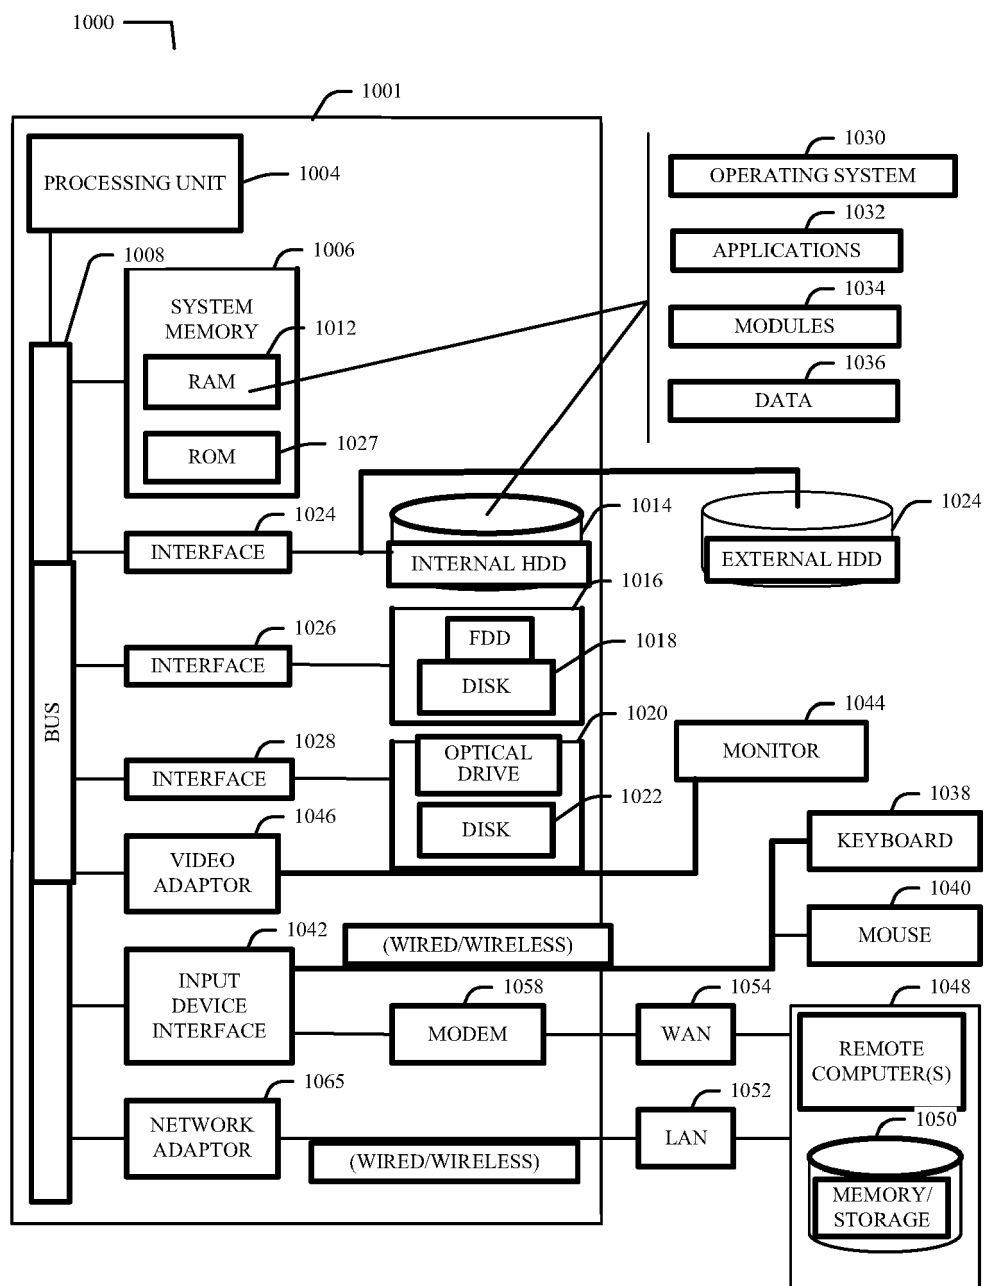 1000
1001
PROCESSING UNIT
1004
1030
OPERATING SYSTEM
1032
APPLICATIONS
1034
MODULES
1036
DATA
1008
1006
SYSTEM
MEMORY
1012
RAM
1027
ROM
1024
INTERFACE
1014
INTERNAL HDD
1024
EXTERNAL HDD
1016
1026
INTERFACE
FDD
1018
DISK
BUS
1028
INTERFACE
1020
OPTICAL
DRIVE
1022
DISK
1044
MONITOR
1046
VIDEO
ADAPTOR
1038
KEYBOARD
1040
MOUSE
1042
INPUT
DEVICE
INTERFACE
(WIRED/WIRELESS)
1058
MODEM
1054
WAN
1048
REMOTE
COMPUTER(S)
1065
NETWORK
ADAPTOR
(WIRED/WIRELESS)
1052
LAN
1050
MEMORY/
STORAGE